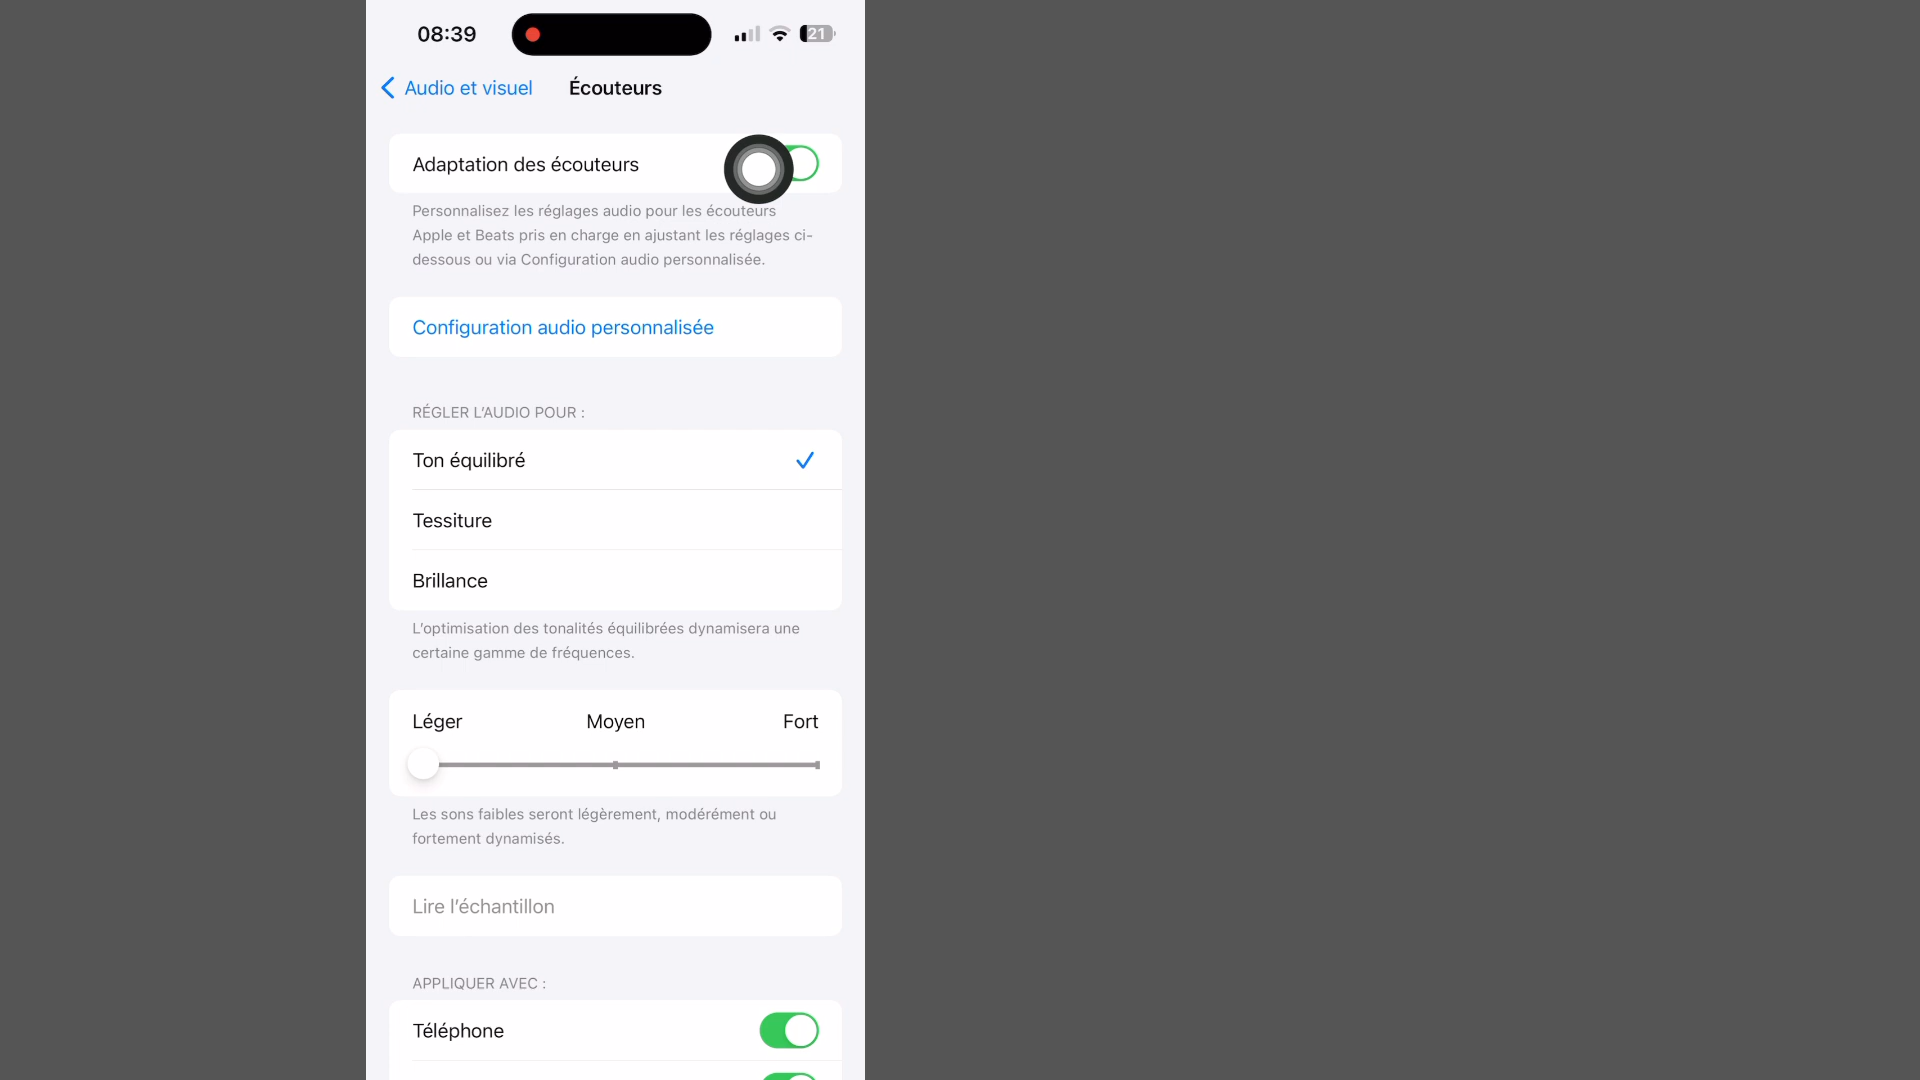 08:39
21
Audio et visuel
Écouteurs
Adaptation des écouteurs
Personnalisez les réglages audio pour les écouteurs
Apple et Beats pris en charge en ajustant les réglages ci-
dessous ou via Configuration audio personnalisée.
Configuration audio personnalisée
RÉGLER L’AUDIO POUR :
Ton équilibré
Tessiture
Brillance
L’optimisation des tonalités équilibrées dynamisera une
certaine gamme de fréquences.
Léger Moyen Fort
Les sons faibles seront légèrement, modérément ou
fortement dynamisés.
Lire l’échantillon
APPLIQUER AVEC :
Téléphone